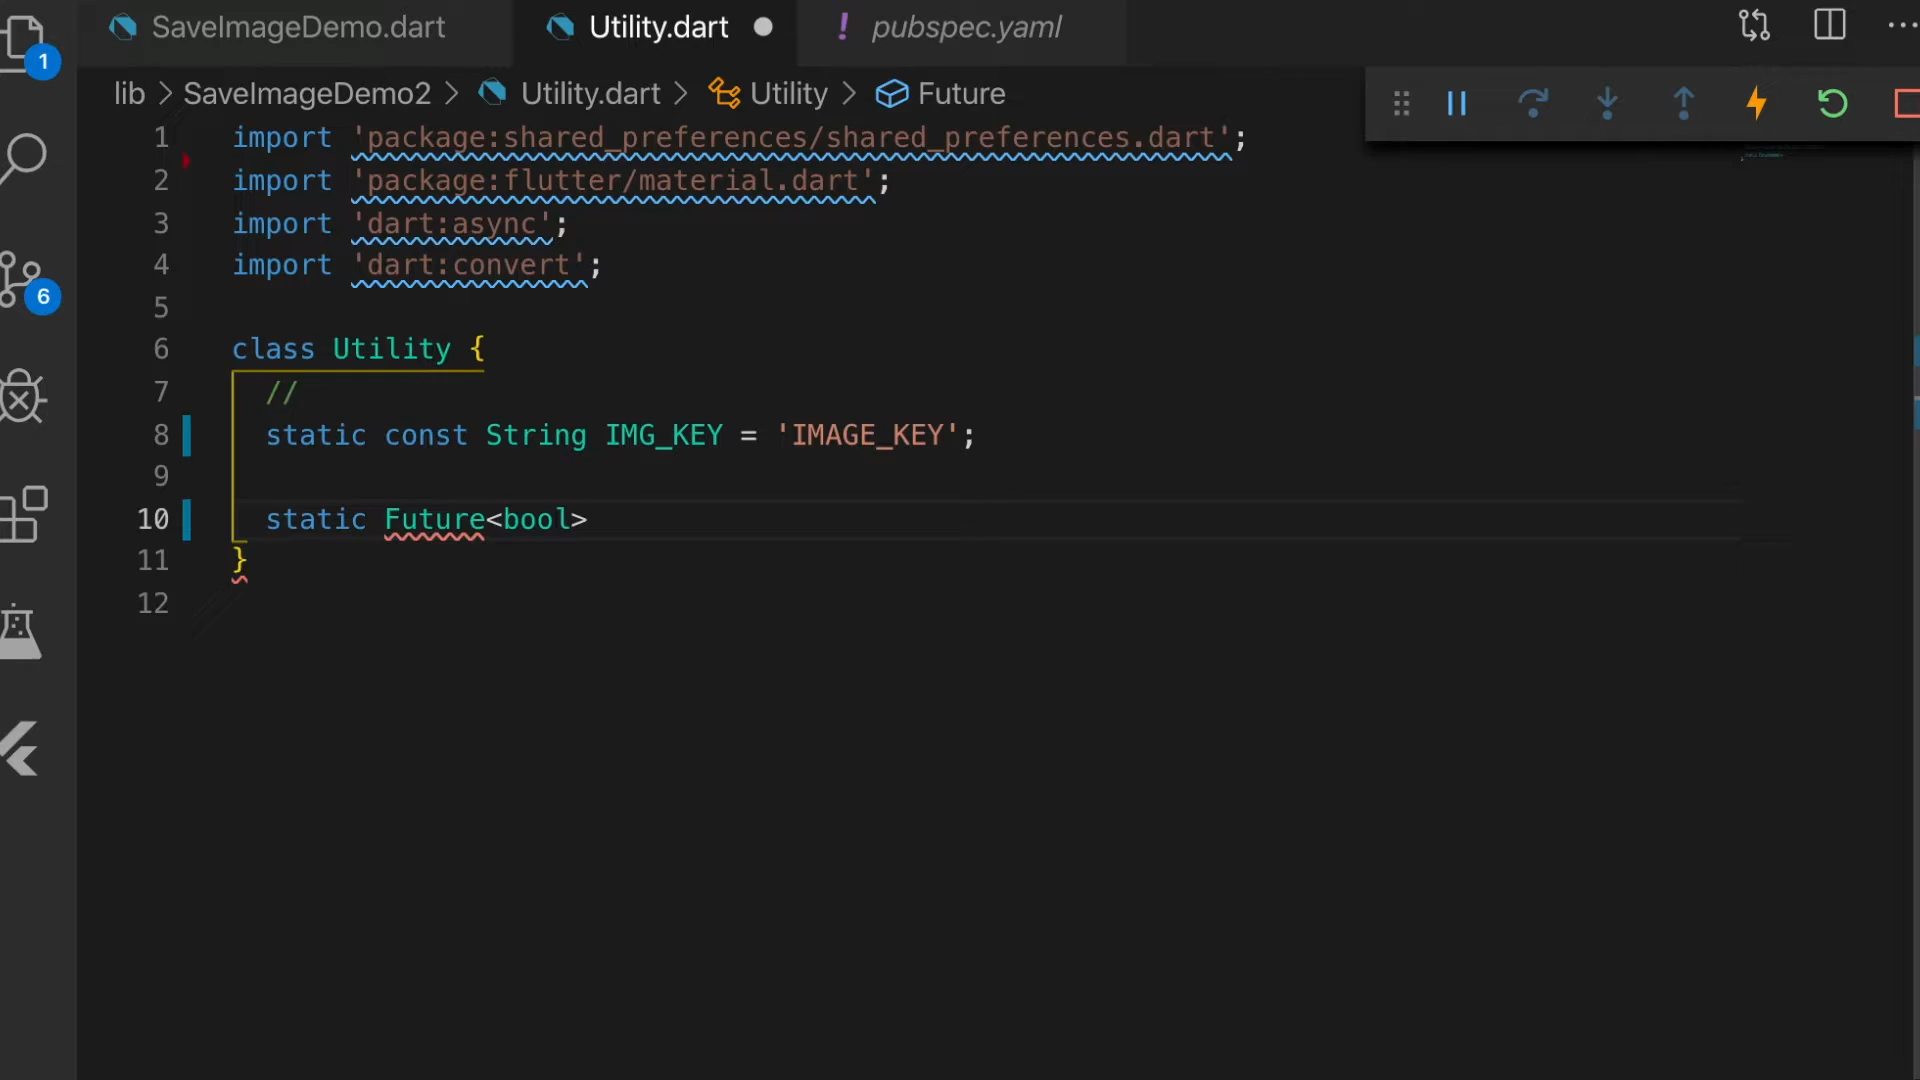 SaveImageDemo.dart Utility.dart ! pubspec.yaml
1
lib > SaveImageDemo2 > Utility.dart > Utility > Future
1 import 'package:shared_preferences/shared_preferences.dart';
2 import 'package:flutter/material.dart';
3 import 'dart:async';
4 import 'dart:convert';
6
5
6 class Utility {
7 //
8 static const String IMG_KEY = 'IMAGE_KEY';
9
10 static Future<bool>
11 }
12